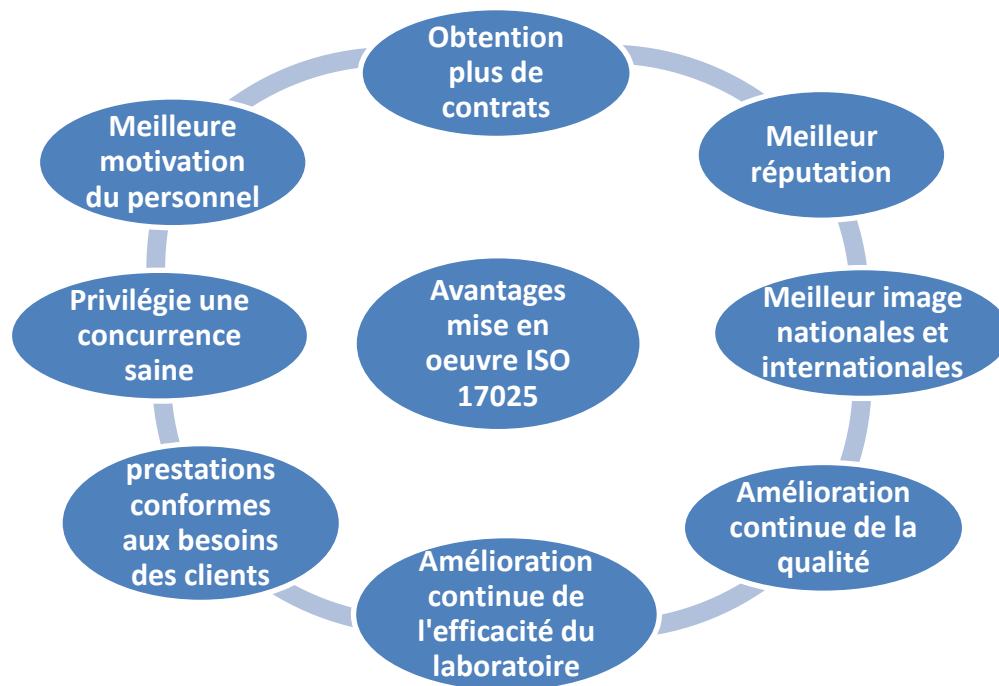 Obtention
plus de
contrats
Meilleur
réputation
Meilleur image
nationales et
internationales
Amélioration
continue de la
qualité
Amélioration
continue de
l'efficacité du
laboratoire
prestations
conformes
aux besoins
des clients
Privilégie une
concurrence
saine
Meilleure
motivation
du personnel
Avantages
mise en
oeuvre ISO
17025